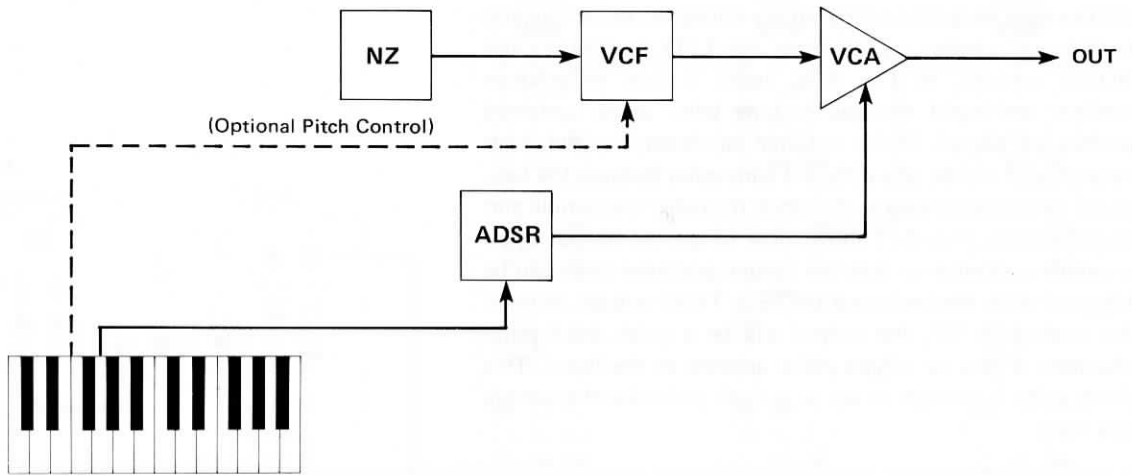 NZ
VCF
VCA
OUT
(Optional Pitch Control)
ADSR